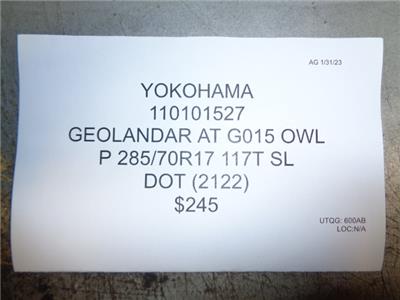 AG 1/31/23
YOKOHAMA
110101527
GEOLANDAR AT G015 OWL
P 285/70R17 117T SL
DOT (2122)
$245
UTQG: 600AB
LOC:N/A